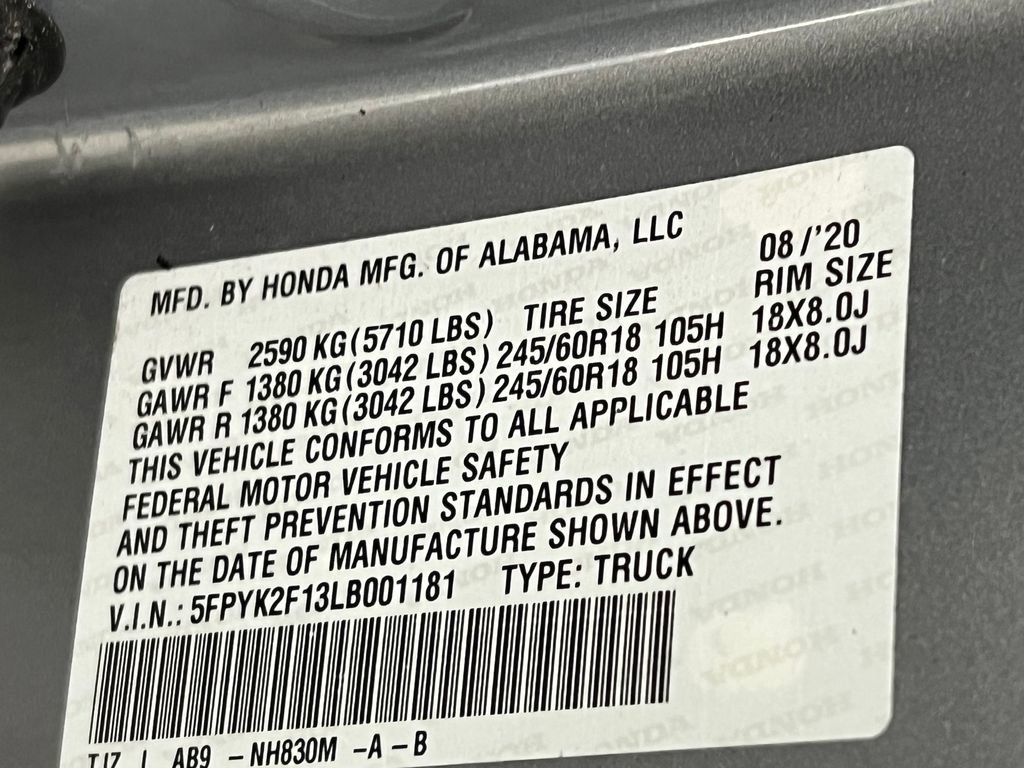 MFD. BY HONDA MFG. OF ALABAMA, LLC 08/'20
GVWR 2590 KG (5710 LBS) TIRE SIZE RIM SIZE
GAWR F 1380 KG (3042 LBS) 245/60R18 105H 18X8.0J
GAWR R 1380 KG (3042 LBS) 245/60R18 105H 18X8.0J
THIS VEHICLE CONFORMS TO ALL APPLICABLE
FEDERAL MOTOR VEHICLE SAFETY
AND THEFT PREVENTION STANDARDS IN EFFECT
ON THE DATE OF MANUFACTURE SHOWN ABOVE.
V.I.N.: 5FPYK2F13LB001181 TYPE: TRUCK
AB9 -NH830M -A -B